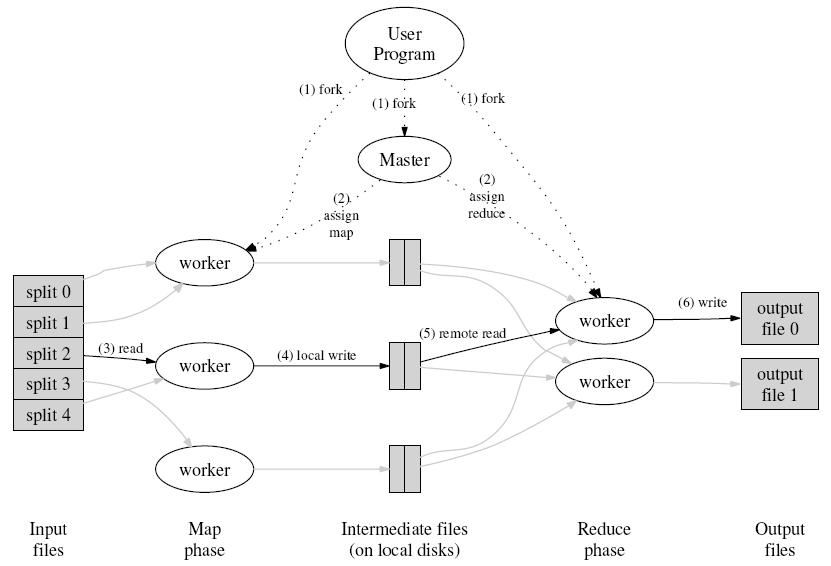 User
Program
(1) fork
(1) fork
(1) fork
Master
(2)
assign
map
(2)
assign
reduce
worker
split 0
split 1
split 2
split 3
split 4
(3) read
worker
(4) local write
(5) remote read
worker
worker
(6) write
output
file 0
worker
output
file 1
Input
files
Map
phase
Intermediate files
(on local disks)
Reduce
phase
Output
files